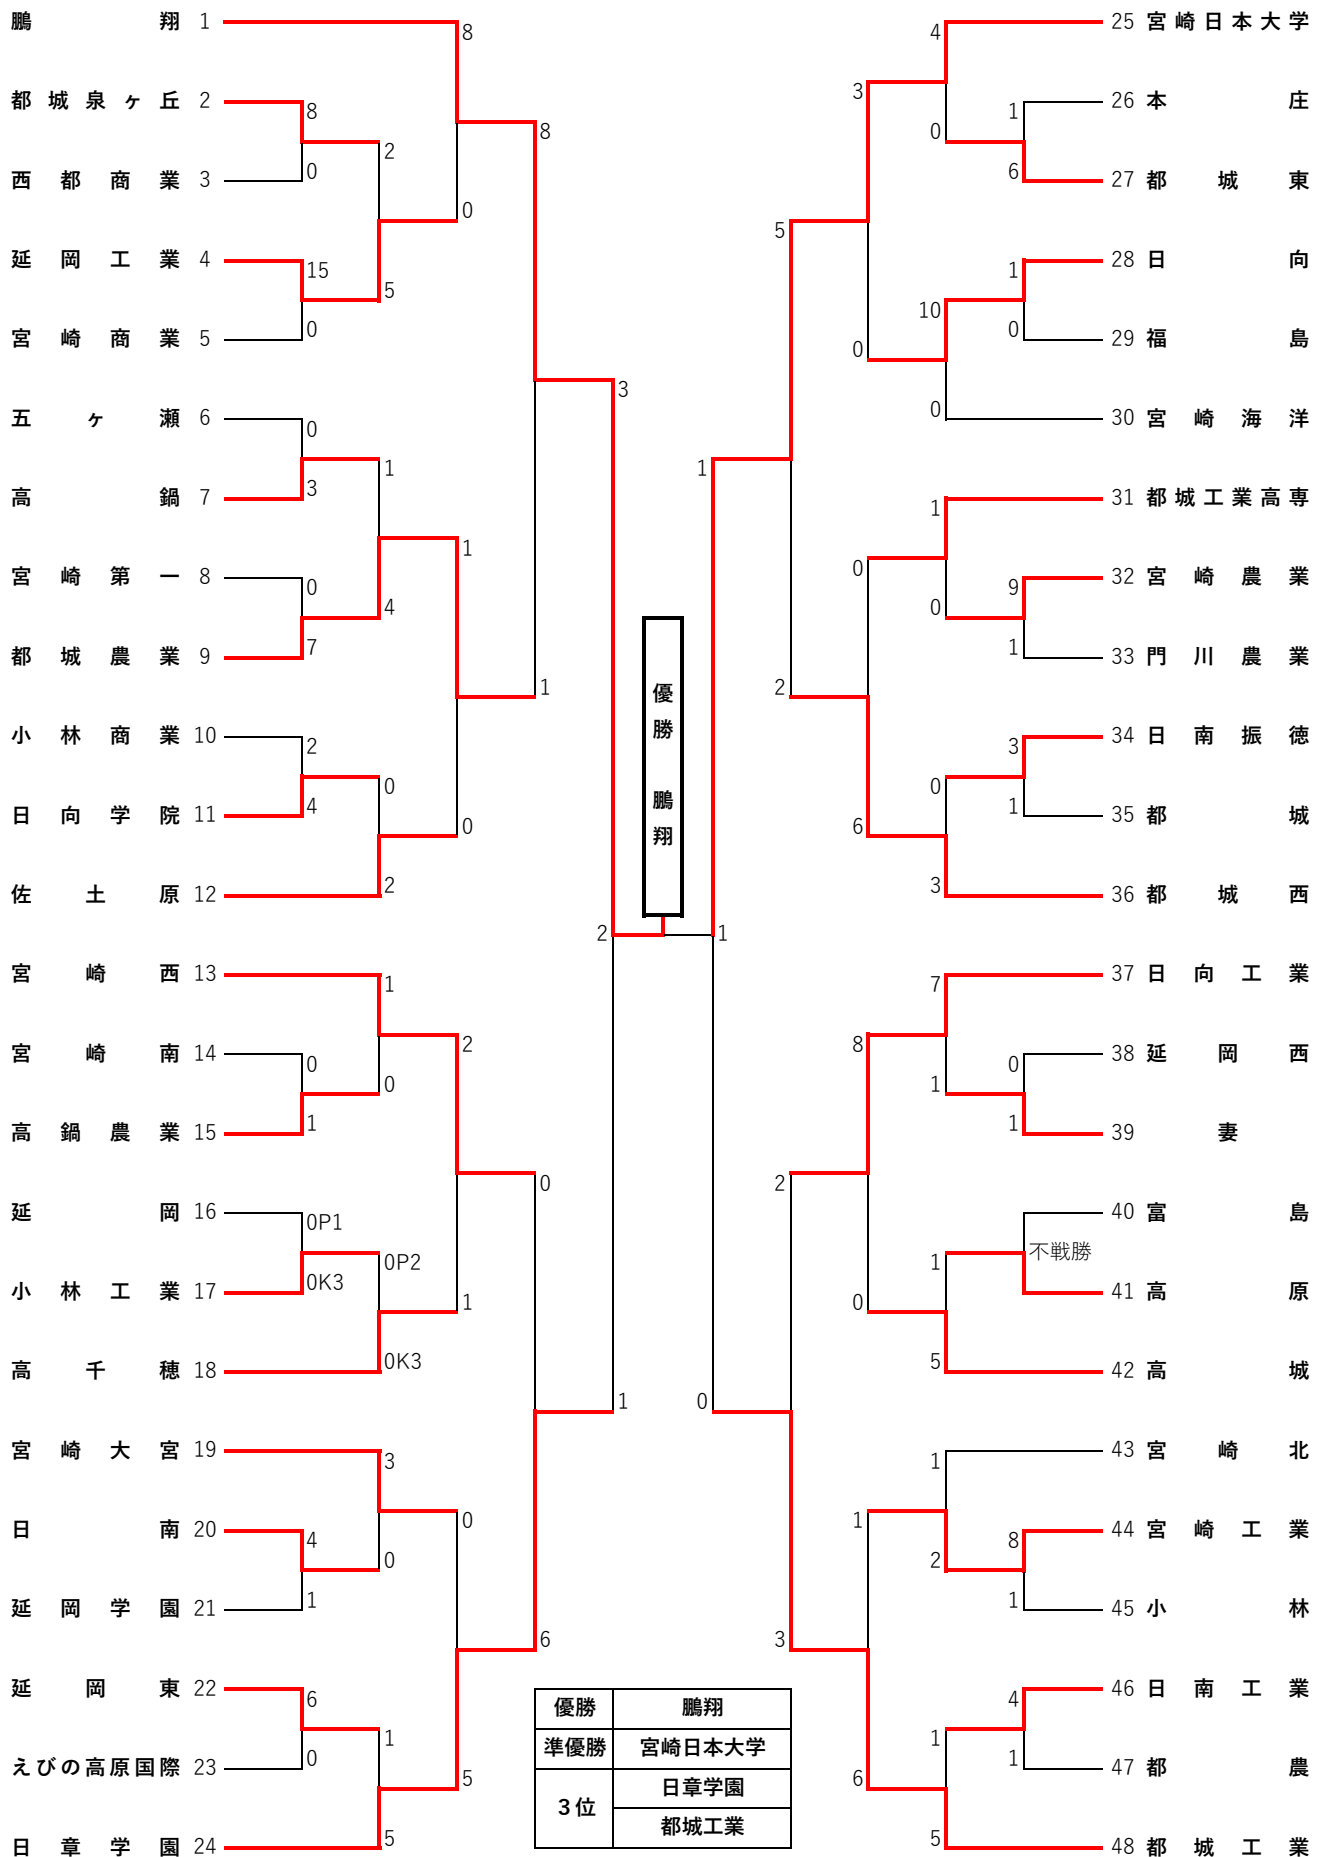 鵬翔 1
都城泉ヶ丘 2
西都商業 3
延岡工業 4
宮崎商業 5
五ヶ瀬 6
高鍋 7
宮崎第一 8
都城農業 9
小林商業 10
日向学院 11
佐土原 12
宮崎西 13
宮崎南 14
高鍋農業 15
延岡 16
小林工業 17
高千穂 18
宮崎大宮 19
日南 20
延岡学園 21
延岡東 22
えびの高原国際 23
日章学園 24
8
0
15
0
0
3
0
7
2
4
0
1
0P1
0K3
4
1
6
0
2
5
1
4
0
2
1
0
0P2
0K3
3
0
1
5
8
0
1
0
2
1
0
5
8
1
0
6
3
1
2
優勝 鵬翔
1
1
0
5
2
2
3
3
0
0
6
8
0
1
6
4
0
10
0
1
0
0
3
7
1
1
5
1
2
1
5
1
6
1
0
9
1
3
1
0
1
不戦勝
8
1
4
1
25 宮崎日本大学
26 本庄
27 都城東
28 日向
29 福島
30 宮崎海洋
31 都城工業高専
32 宮崎農業
33 門川農業
34 日南振徳
35 都城
36 都城西
37 日向工業
38 延岡西
39 妻
40 富島
41 高原
42 高城
43 宮崎北
44 宮崎工業
45 小林
46 日南工業
47 都農
48 都城工業
優勝 鵬翔
準優勝 宮崎日本大学
３位 日章学園
都城工業